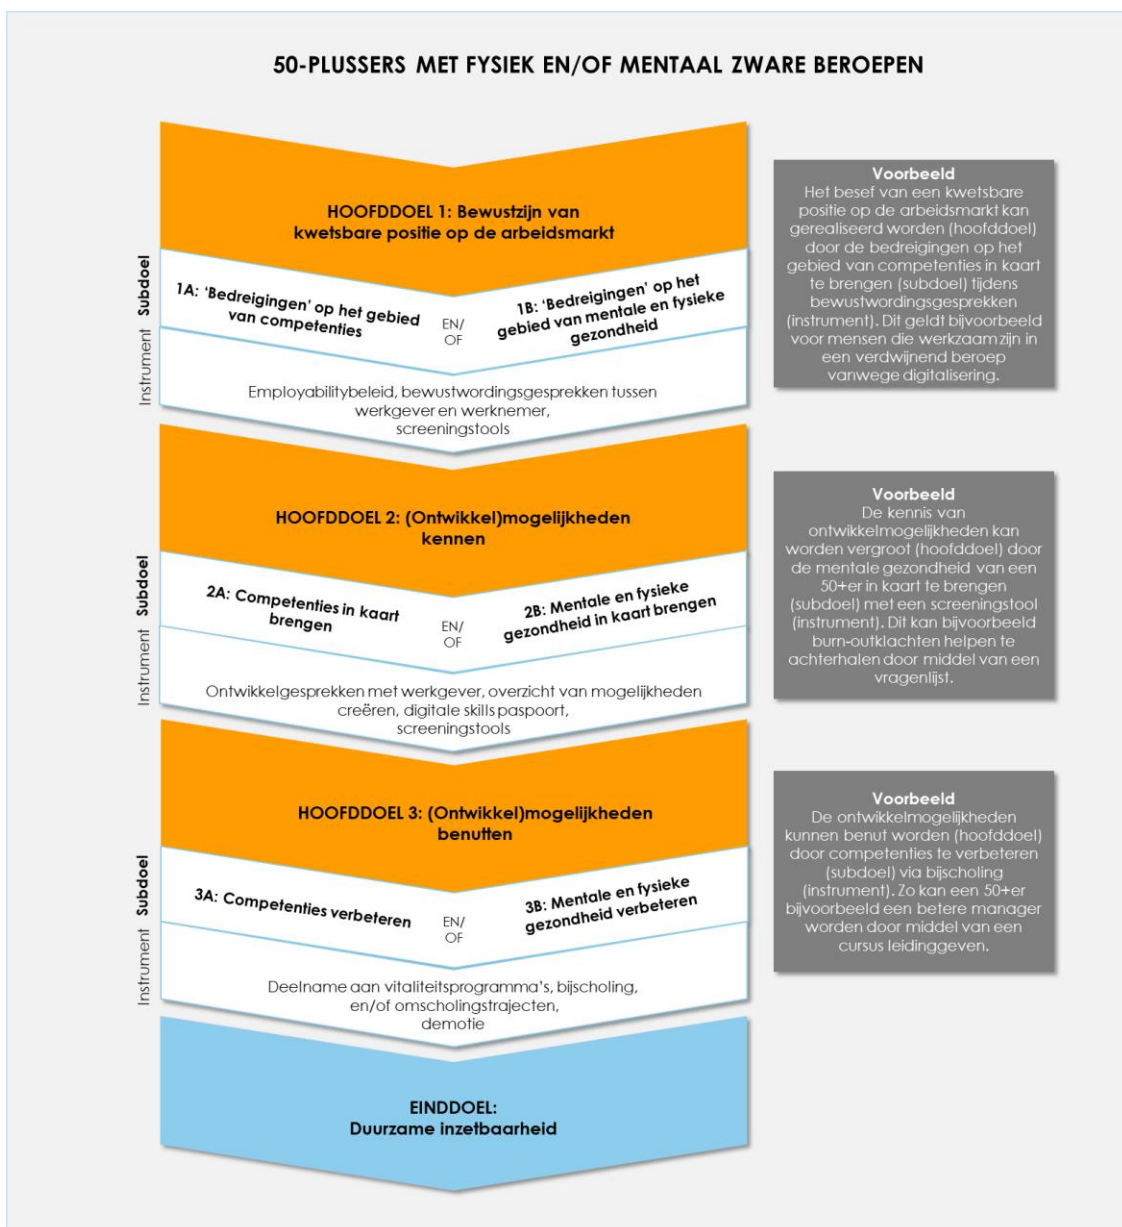 50-PLUSSERS MET FYSIEK EN/OF MENTAAL ZWARE BEROEPEN
HOOFDDOEL 1: Bewustzijn van
kwetsbare positie op de arbeidsmarkt
Subdoel
1A: ‘Bedreigingen’ op het gebied
van competenties
EN/
OF
1B: ‘Bedreigingen’ op het
gebied van mentale en fysieke
gezondheid
Instrument
Employabilitybeleid, bewustwordingsgesprekken tussen
werkgever en werknemer,
screeningstools
Voorbeeld
Het besef van een kwetsbare
positie op de arbeidsmarkt kan
gerealiseerd worden (hoofddoel)
door de bedreigingen op het
gebied van competenties in kaart
te brengen (subdoel) tijdens
bewustwordingsgesprekken
(instrument). Dit geldt bijvoorbeeld
voor mensen die werkzaam zijn in
een verdwijnend beroep
vanwege digitalisering.
HOOFDDOEL 2: (Ontwikkel)mogelijkheden
kennen
Subdoel
2A: Competenties in kaart
brengen
EN/
OF
2B: Mentale en fysieke
gezondheid in kaart brengen
Instrument
Ontwikkelgesprekken met werkgever, overzicht van mogelijkheden
creëren, digitale skills paspoort,
screeningstools
Voorbeeld
De kennis van
ontwikkelmogelijkheden kan
worden vergroot (hoofddoel) door
de mentale gezondheid van een
50+er in kaart te brengen
(subdoel) met een screeningstool
(instrument). Dit kan bijvoorbeeld
burn-outklachten helpen te
achterhalen door middel van een
vragenlijst.
HOOFDDOEL 3: (Ontwikkel)mogelijkheden
benutten
Subdoel
3A: Competenties verbeteren
EN/
OF
3B: Mentale en fysieke
gezondheid verbeteren
Instrument
Deelname aan vitaliteitsprogramma’s, bijscholing,
en/of omscholingstrajecten,
demotie
Voorbeeld
De ontwikkelmogelijkheden
kunnen benut worden (hoofddoel)
door competenties te verbeteren
(subdoel) via bijscholing
(instrument). Zo kan een 50+er
bijvoorbeeld een betere manager
worden door middel van een
cursus leidinggeven.
EINDDOEL:
Duurzame inzetbaarheid